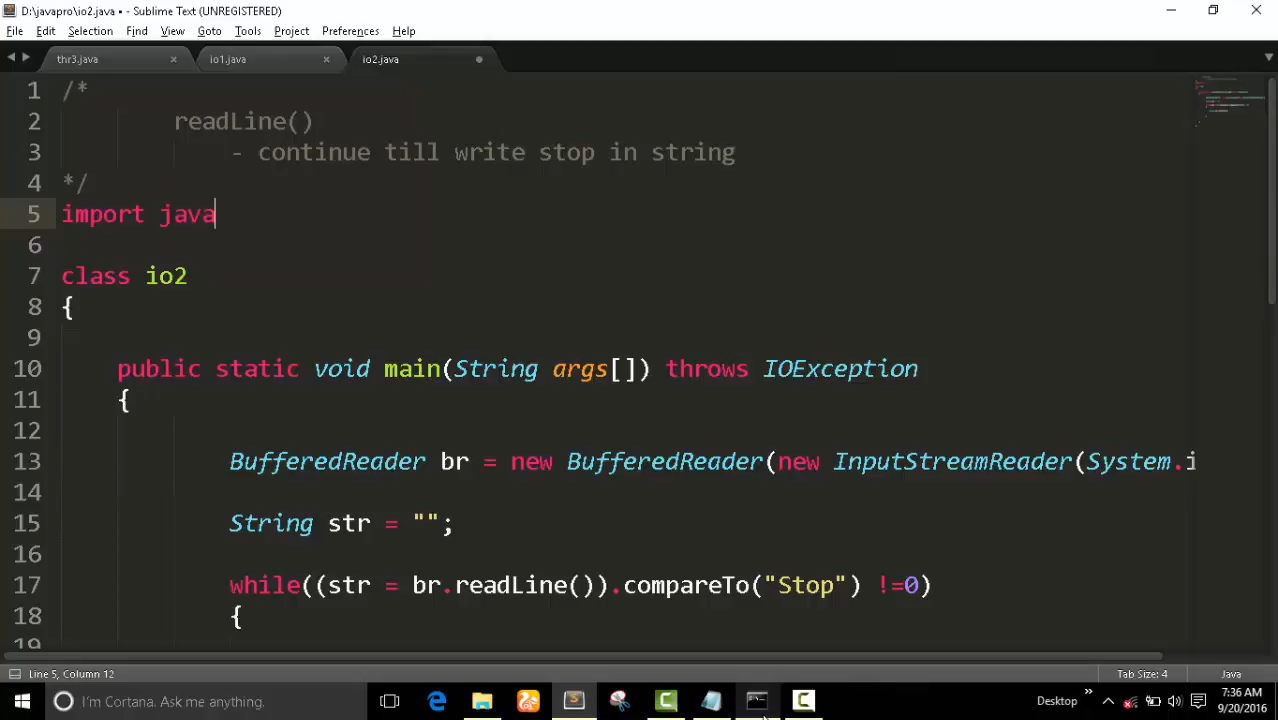 D:\javapro\io2.java • - Sublime Text (UNREGISTERED)
File Edit Selection Find View Goto Tools Project Preferences Help
thr3.java io1.java io2.java
1 /*
2 readLine()
3 - continue till write stop in string
4 */
5 import java
6
7 class io2
8 {
9
10 public static void main(String args[]) throws IOException
11 {
12
13 BufferedReader br = new BufferedReader(new InputStreamReader(System.i
14
15 String str = "";
16
17 while((str = br.readLine()).compareTo("Stop") !=0)
18 {
19
Line 5, Column 12 Tab Size: 4 Java
I'm Cortana. Ask me anything. Desktop 7:36 AM
9/20/2016